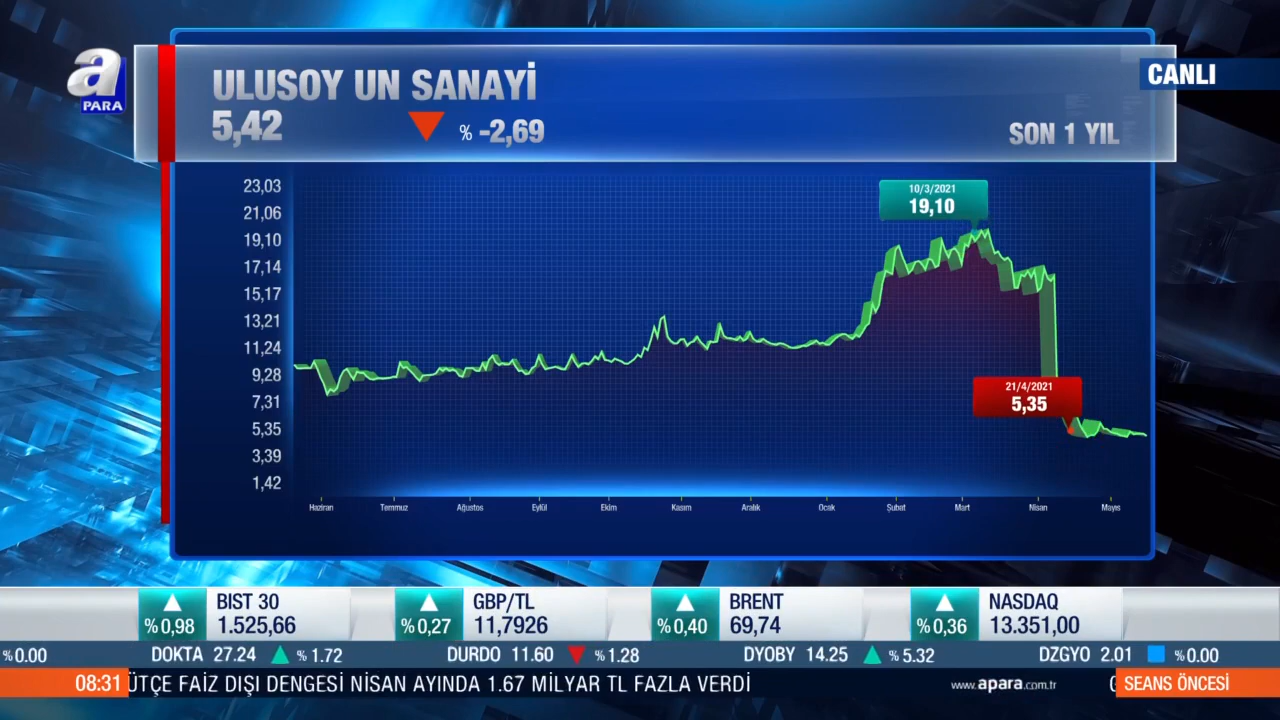 a
PARA
CANLI
ULUSOY UN SANAYİ
5,42 % -2,69
SON 1 YIL
23,03
21,06
19,10
17,14
15,17
13,21
11,24
9,28
7,31
5,35
3,39
1,42
10/3/2021
19,10
21/4/2021
5,35
Haziran Temmuz Ağustos Eylül Ekim Kasım Aralık Ocak Şubat Mart Nisan Mayıs
% 0,98 BIST 30 1.525,66
% 0,27 GBP/TL 11,7926
% 0,40 BRENT 69,74
% 0,36 NASDAQ 13.351,00
%0.00 DOKTA 27.24 % 1.72 DURDO 11.60 % 1.28 DYOBY 14.25 % 5.32 DZGYO 2.01 %0.00
08:31 ÜTÇE FAİZ DIŞI DENGESİ NİSAN AYINDA 1.67 MİLYAR TL FAZLA VERDİ www.apara.com.tr SEANS ÖNCESİ